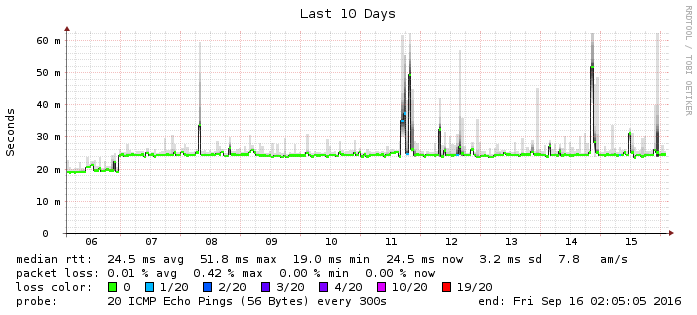 Last 10 Days
RRDTOOL / TOBI OETIKER
Seconds
60 m
50 m
40 m
30 m
20 m
10 m
0
06 07 08 09 10 11 12 13 14 15
median rtt: 24.5 ms avg 51.8 ms max 19.0 ms min 24.5 ms now 3.2 ms sd 7.8 am/s
packet loss: 0.01 % avg 0.42 % max 0.00 % min 0.00 % now
loss color: 0 1/20 2/20 3/20 4/20 10/20 19/20
probe: 20 ICMP Echo Pings (56 Bytes) every 300s end: Fri Sep 16 02:05:05 2016